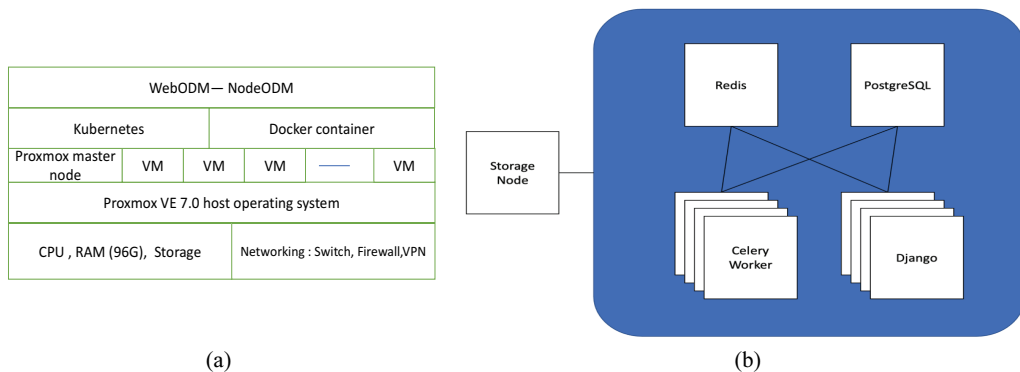 WebODM— NodeODM
Kubernetes
Docker container
Proxmox master
node
VM
VM
VM
VM
Proxmox VE 7.0 host operating system
CPU , RAM (96G), Storage
Networking : Switch, Firewall,VPN
(a)
Storage
Node
Redis
PostgreSQL
Celery
Worker
Django
(b)